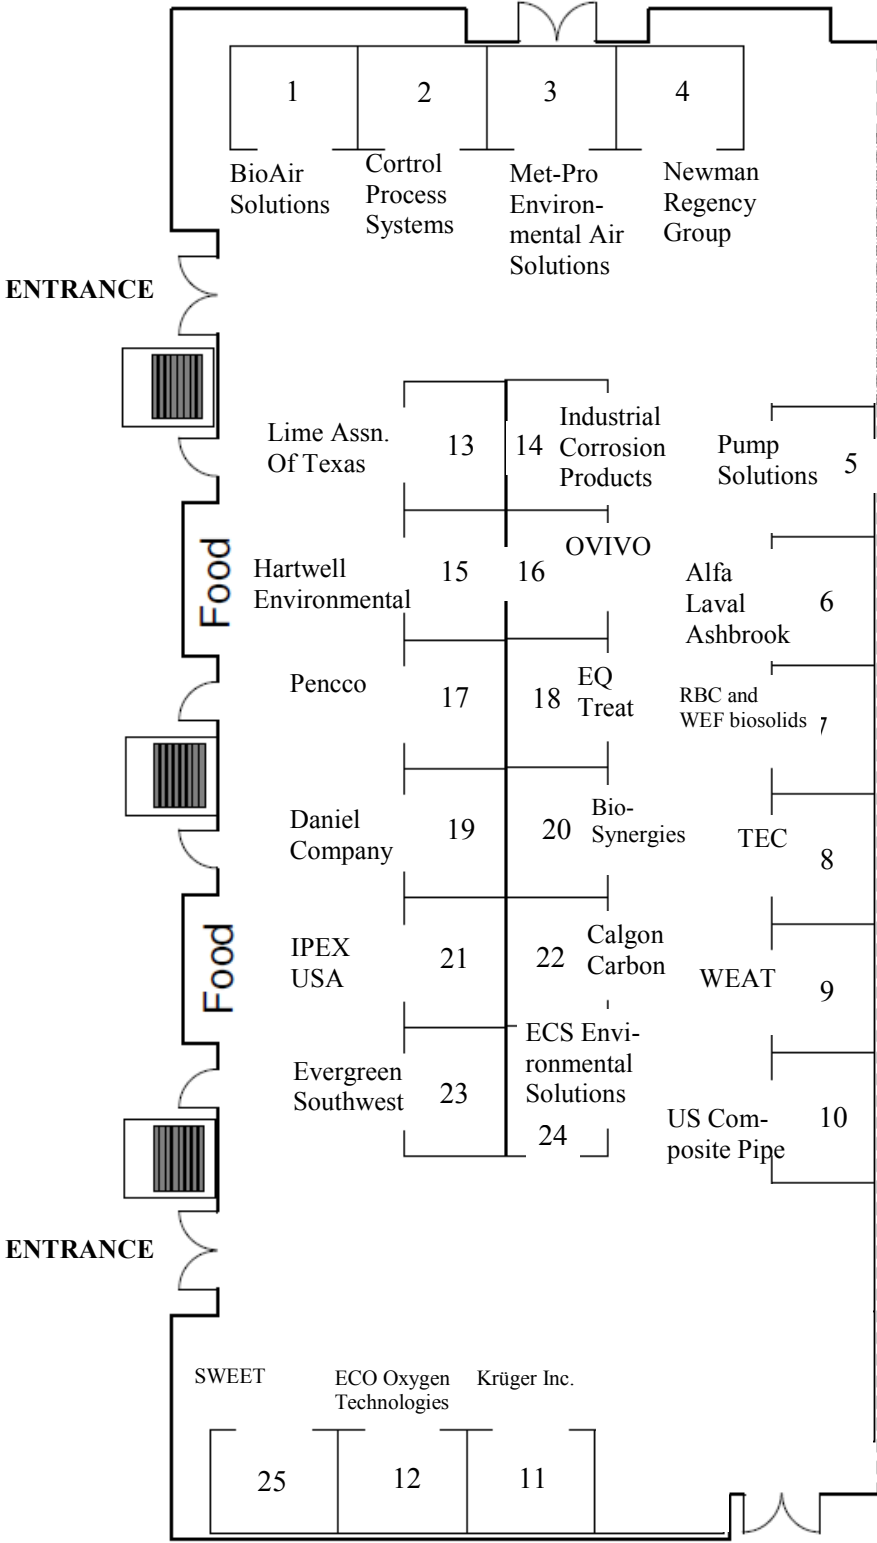 1
2
3
4
BioAir
Solutions
Cortrol
Process
Systems
Met-Pro
Environ-
mental Air
Solutions
Newman
Regency
Group
ENTRANCE
Lime Assn.
Of Texas
13
14
Industrial
Corrosion
Products
Pump
Solutions
5
Food
Hartwell
Environmental
15
16
OVIVO
Alfa
Laval
Ashbrook
6
Pencco
17
18
EQ
Treat
RBC and
WEF biosolids
7
Daniel
Company
19
20
Bio-
Synergies
TEC
8
Food
IPEX
USA
21
22
Calgon
Carbon
WEAT
9
Evergreen
Southwest
23
ECS Envi-
ronmental
Solutions
24
US Com-
posite Pipe
10
ENTRANCE
SWEET
ECO Oxygen
Technologies
Krüger Inc.
25
12
11